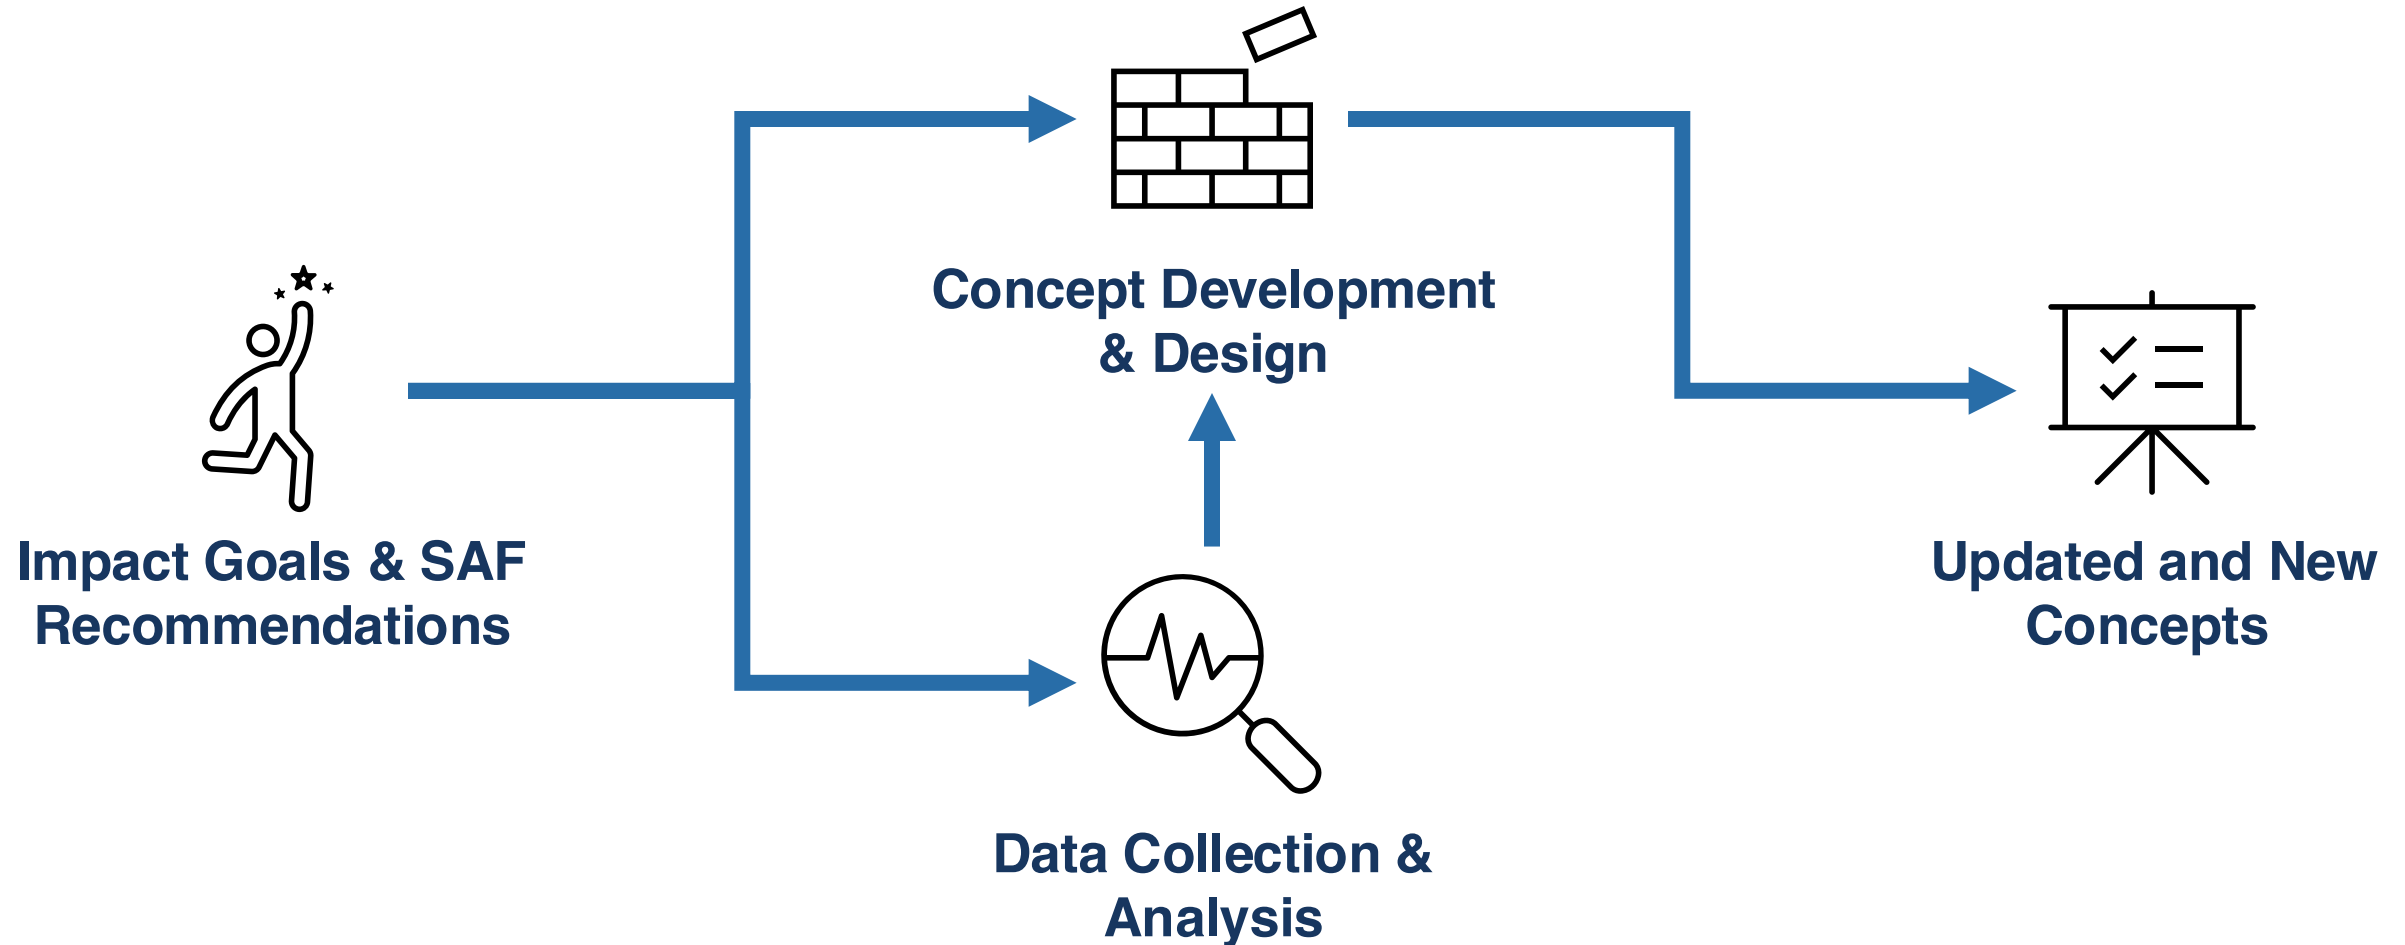 Concept Development
& Design
Impact Goals & SAF
Recommendations
Updated and New
Concepts
Data Collection &
Analysis